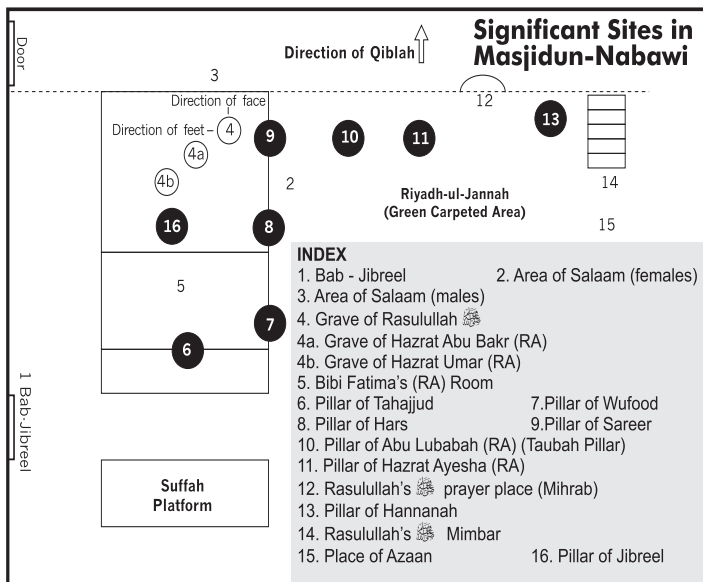 Significant Sites in
Masjidun-Nabawi
Direction of Qiblah
Door
3
12
Direction of face
Direction of feet – 4
9
10
11
13
4a
4b
2
14
Riyadh-ul-Jannah
(Green Carpeted Area)
16
8
15
5
7
6
1 Bab-Jibreel
Suffah
Platform
INDEX
1. Bab - Jibreel 2. Area of Salaam (females)
3. Area of Salaam (males)
4. Grave of Rasulullah ﷺ
4a. Grave of Hazrat Abu Bakr (RA)
4b. Grave of Hazrat Umar (RA)
5. Bibi Fatima's (RA) Room
6. Pillar of Tahajjud 7.Pillar of Wufood
8. Pillar of Hars 9.Pillar of Sareer
10. Pillar of Abu Lubabah (RA) (Taubah Pillar)
11. Pillar of Hazrat Ayesha (RA)
12. Rasulullah's ﷺ prayer place (Mihrab)
13. Pillar of Hannanah
14. Rasulullah's ﷺ Mimbar
15. Place of Azaan 16. Pillar of Jibreel